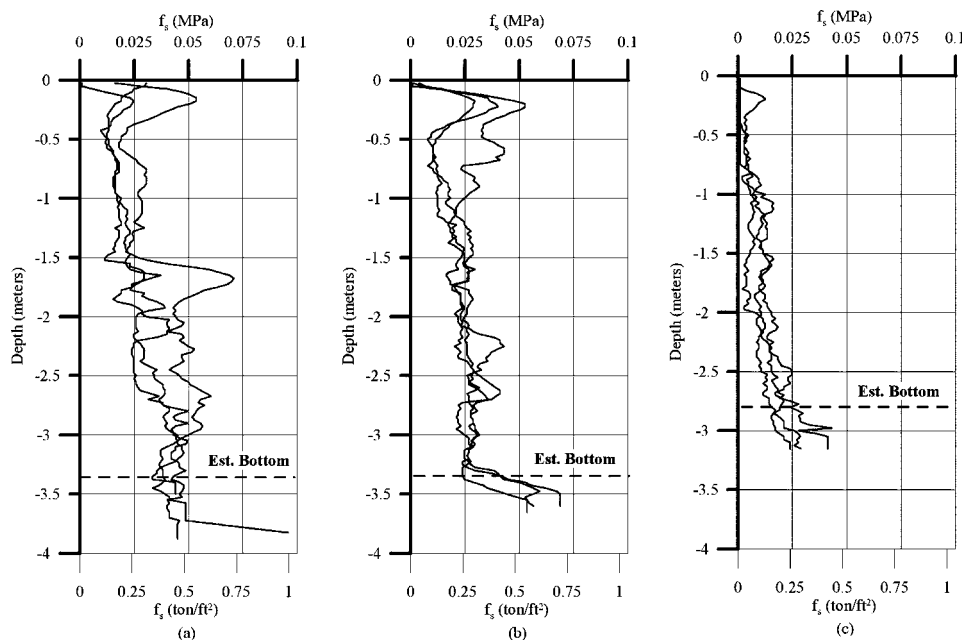 fs (MPa)
0 0.025 0.05 0.075 0.1
0
-0.5
-1
-1.5
-2
-2.5
-3
-3.5
-4
Depth (meters)
Est. Bottom
0 0.25 0.5 0.75 1
fs (ton/ft²)
(a)
fs (MPa)
0 0.025 0.05 0.075 0.1
0
-0.5
-1
-1.5
-2
-2.5
-3
-3.5
-4
Depth (meters)
Est. Bottom
0 0.25 0.5 0.75 1
fs (ton/ft²)
(b)
fs (MPa)
0 0.025 0.05 0.075 0.1
0
-0.5
-1
-1.5
-2
-2.5
-3
-3.5
-4
Depth (meters)
Est. Bottom
0 0.25 0.5 0.75 1
fs (ton/ft²)
(c)